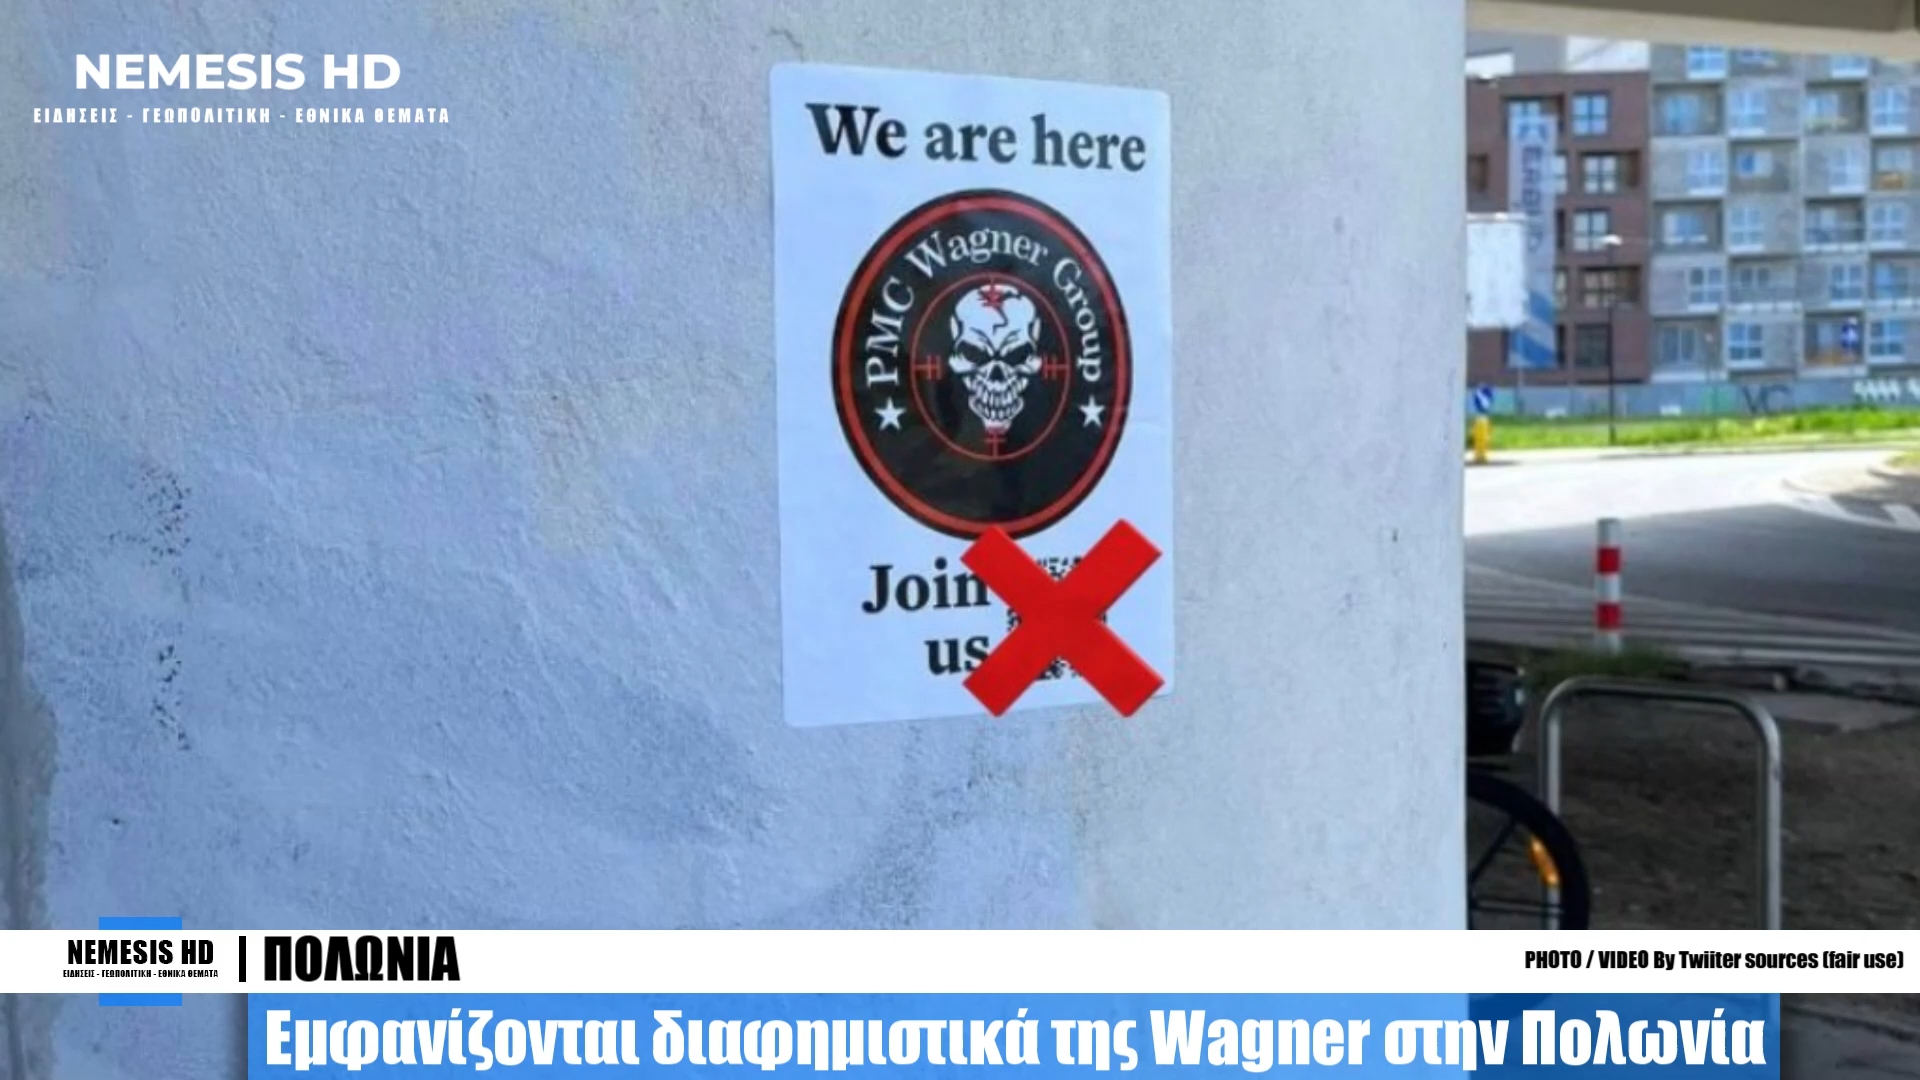 NEMESIS HD
ΕΙΔΗΣΕΙΣ - ΓΕΩΠΟΛΙΤΙΚΗ - ΕΘΝΙΚΑ ΘΕΜΑΤΑ
We are here
PMC Wagner Group
Join
us
NEMESIS HD
ΕΙΔΗΣΕΙΣ - ΓΕΩΠΟΛΙΤΙΚΗ - ΕΘΝΙΚΑ ΘΕΜΑΤΑ
ΠΟΛΩΝΙΑ
PHOTO / VIDEO By Twiiter sources (fair use)
Εμφανίζονται διαφημιστικά της Wagner στην Πολωνία